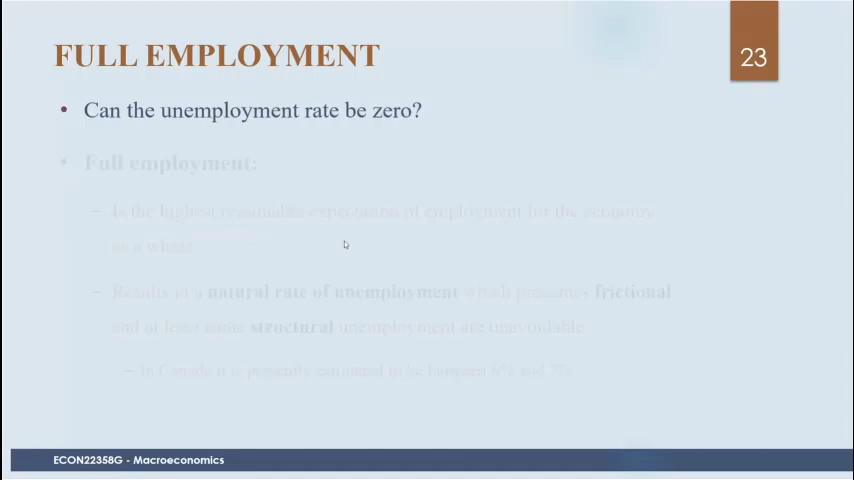 FULL EMPLOYMENT
23
• Can the unemployment rate be zero?
• Full employment:
– Is the highest reasonable expectation of employment for the economy
as a whole
– Results in a natural rate of unemployment which presumes frictional
and at least some structural unemployment are unavoidable
– In Canada it is presently estimated to be between 6% and 7%
ECON22358G - Macroeconomics